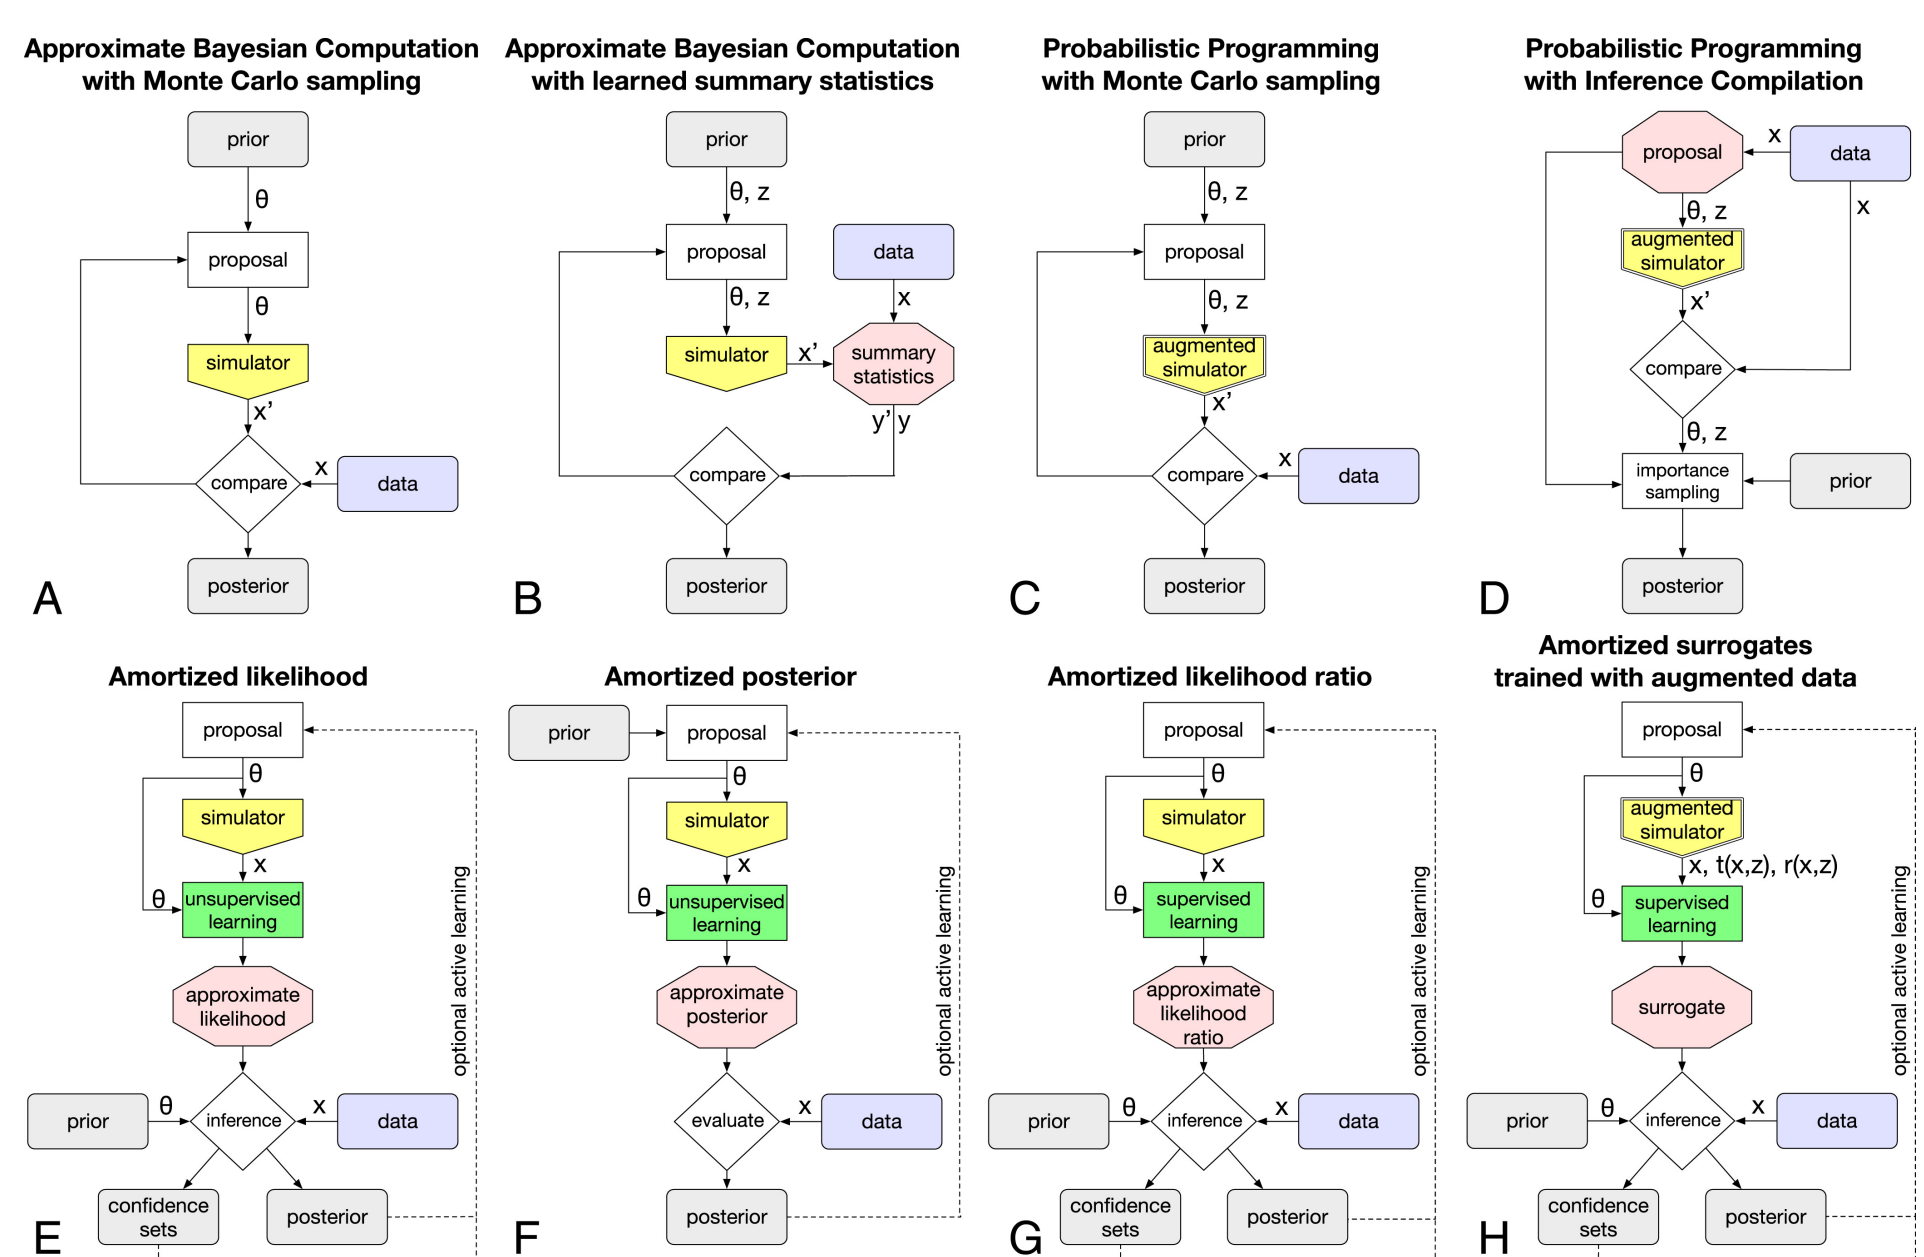 Approximate Bayesian Computation
with Monte Carlo sampling
prior
θ
proposal
θ
simulator
x’
compare
x
data
posterior
A
Approximate Bayesian Computation
with learned summary statistics
prior
θ, z
proposal
data
θ, z
x
simulator
x’
summary
statistics
y’ y
compare
posterior
B
Probabilistic Programming
with Monte Carlo sampling
prior
θ, z
proposal
θ, z
augmented
simulator
x’
compare
x
data
posterior
C
Probabilistic Programming
with Inference Compilation
proposal
x
data
θ, z
x
augmented
simulator
x’
compare
θ, z
importance
sampling
prior
posterior
D
Amortized likelihood
proposal
θ
simulator
x
θ
unsupervised
learning
approximate
likelihood
optional active learning
prior
θ
inference
x
data
confidence
sets
posterior
E
Amortized posterior
prior
proposal
θ
simulator
x
θ
unsupervised
learning
approximate
posterior
optional active learning
evaluate
x
data
posterior
F
Amortized likelihood ratio
proposal
θ
simulator
x
θ
supervised
learning
approximate
likelihood
ratio
optional active learning
prior
θ
inference
x
data
confidence
sets
posterior
G
Amortized surrogates
trained with augmented data
proposal
θ
augmented
simulator
x, t(x,z), r(x,z)
θ
supervised
learning
surrogate
optional active learning
prior
θ
inference
x
data
confidence
sets
posterior
H